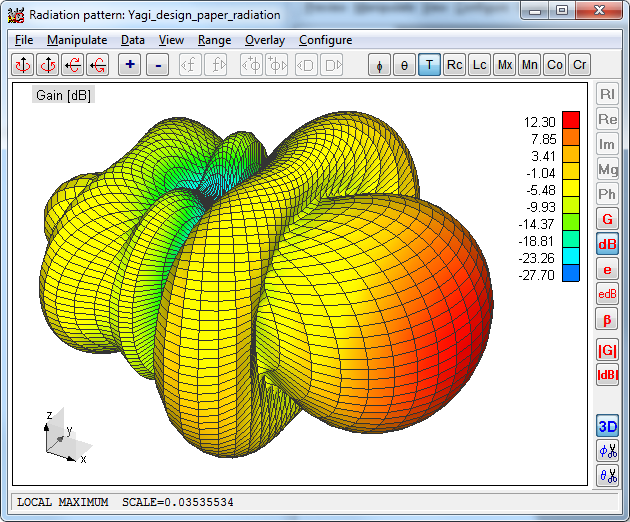 Radiation pattern: Yagi_design_paper_radiation
File Manipulate Data View Range Overlay Configure
+ - f f ϕ ϕ D D ϕ θ T Rc Lc Mx Mn Co Cr
Gain [dB]
12.30
7.85
3.41
-1.04
-5.48
-9.93
-14.37
-18.81
-23.26
-27.70
RI
Re
Im
Mg
Ph
G
dB
e
edB
β
|G|
|dB|
3D
ϕ
θ
z
y
x
LOCAL MAXIMUM SCALE=0.03535534